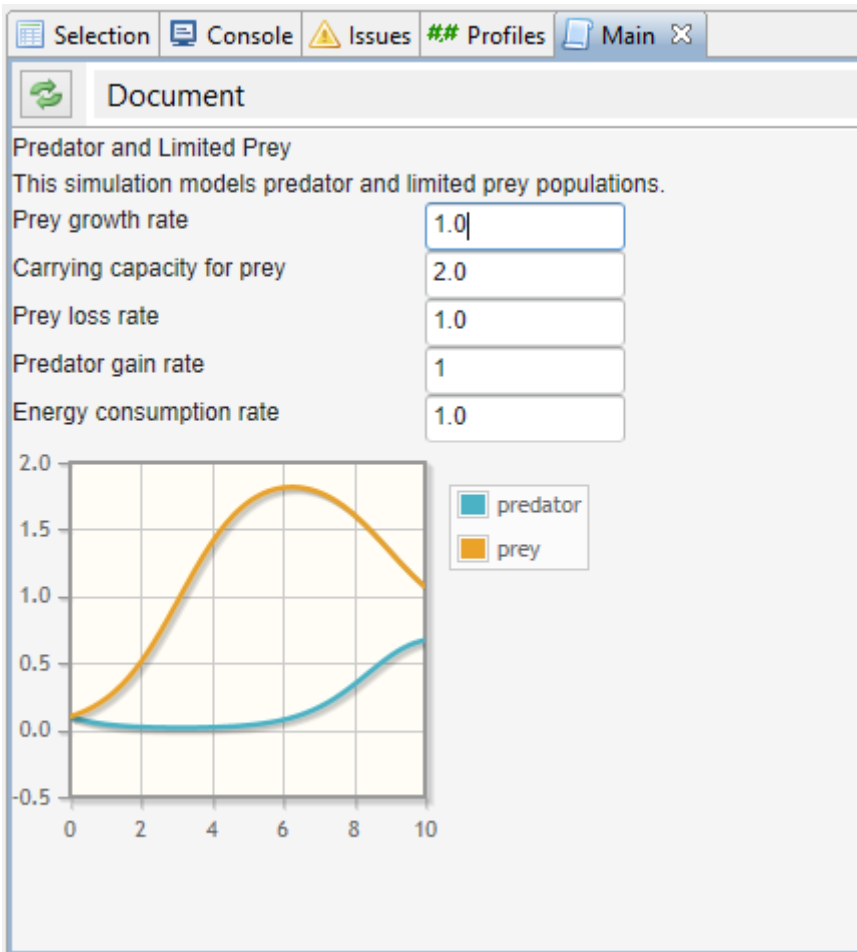 Selection Console Issues ## Profiles Main
Document
Predator and Limited Prey
This simulation models predator and limited prey populations.
Prey growth rate 1.0
Carrying capacity for prey 2.0
Prey loss rate 1.0
Predator gain rate 1
Energy consumption rate 1.0
2.0
1.5
1.0
0.5
0.0
-0.5
0 2 4 6 8 10
predator
prey